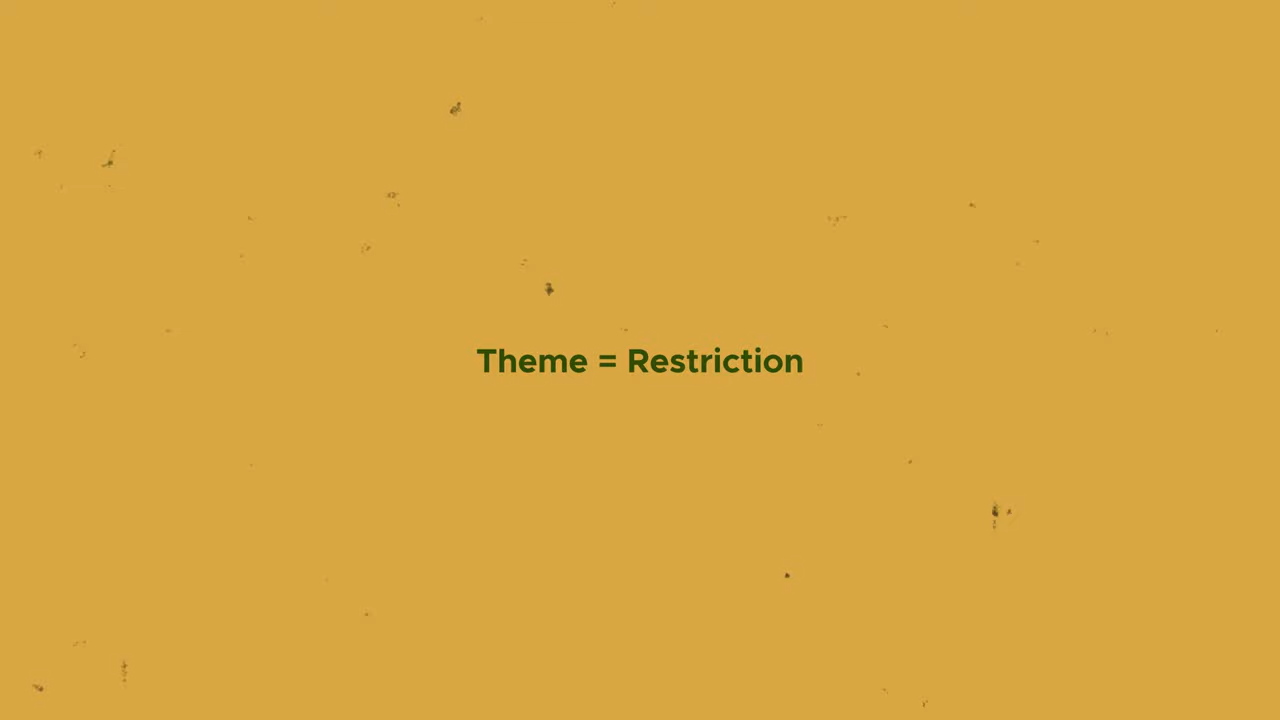 Theme = Restriction